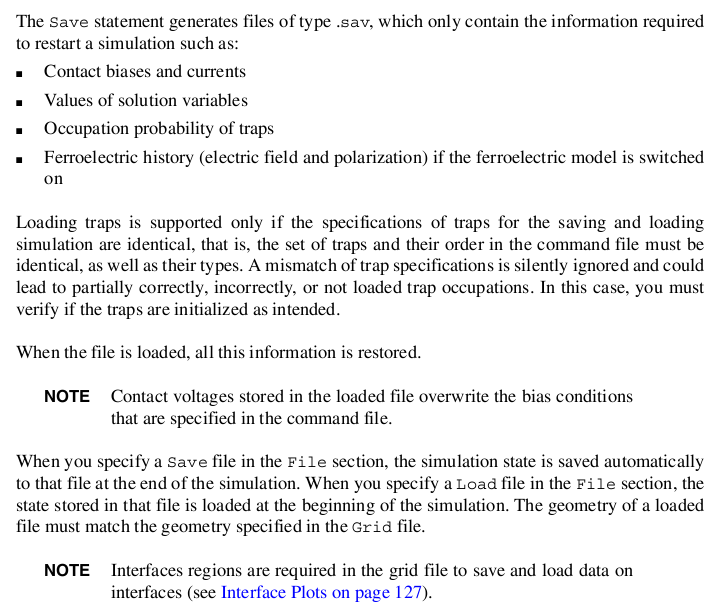 The Save statement generates files of type .sav, which only contain the information required
to restart a simulation such as:
■ Contact biases and currents
■ Values of solution variables
■ Occupation probability of traps
■ Ferroelectric history (electric field and polarization) if the ferroelectric model is switched
on
Loading traps is supported only if the specifications of traps for the saving and loading
simulation are identical, that is, the set of traps and their order in the command file must be
identical, as well as their types. A mismatch of trap specifications is silently ignored and could
lead to partially correctly, incorrectly, or not loaded trap occupations. In this case, you must
verify if the traps are initialized as intended.
When the file is loaded, all this information is restored.
NOTE Contact voltages stored in the loaded file overwrite the bias conditions
that are specified in the command file.
When you specify a Save file in the File section, the simulation state is saved automatically
to that file at the end of the simulation. When you specify a Load file in the File section, the
state stored in that file is loaded at the beginning of the simulation. The geometry of a loaded
file must match the geometry specified in the Grid file.
NOTE Interfaces regions are required in the grid file to save and load data on
interfaces (see Interface Plots on page 127).